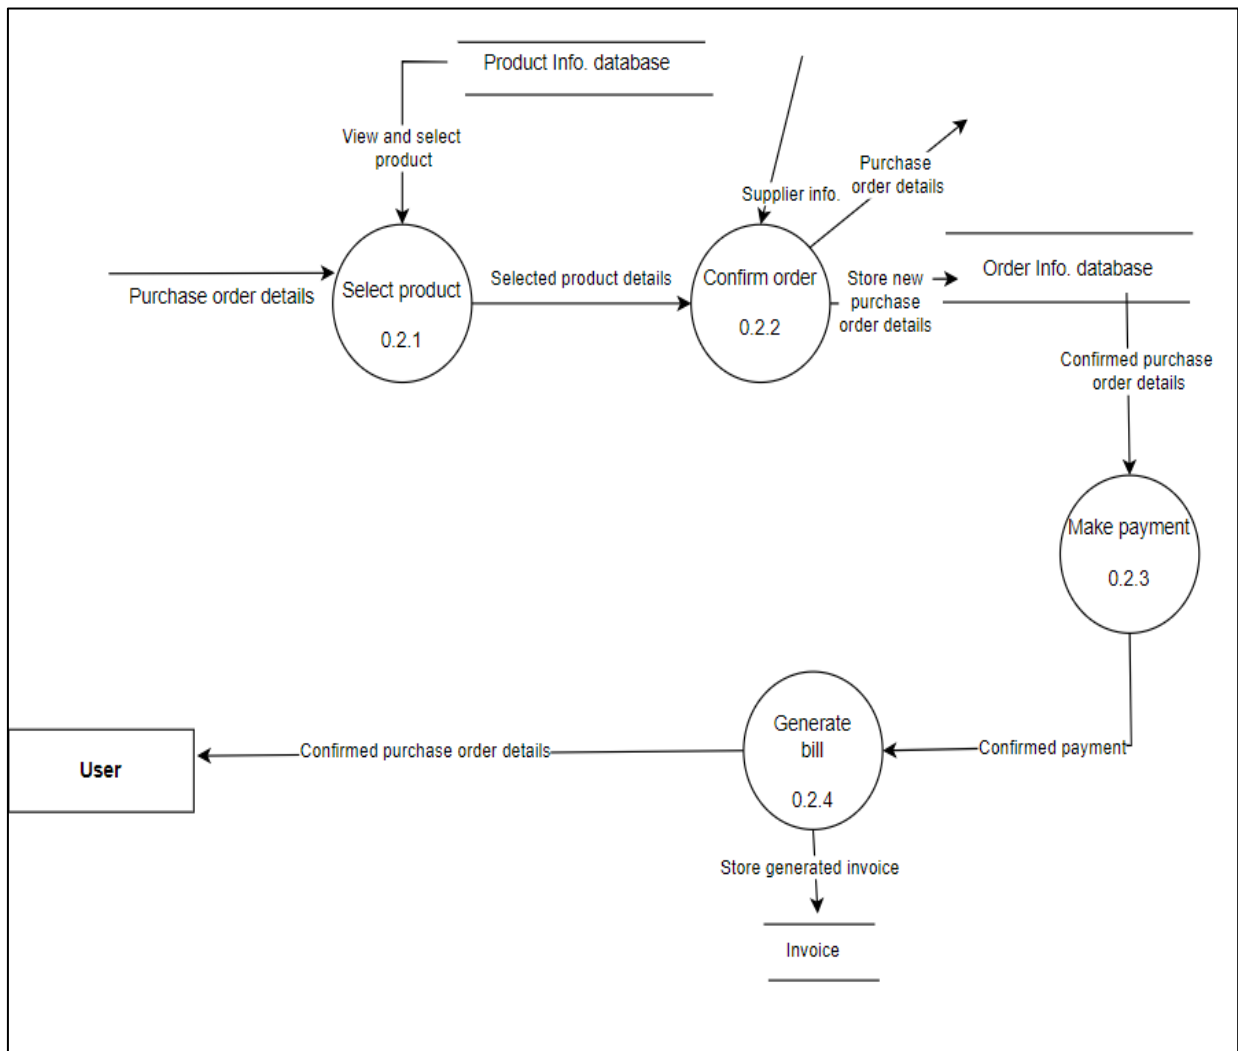 Product Info. database
View and select
product
Supplier info.
Purchase
order details
Purchase order details
Select product
0.2.1
Selected product details
Confirm order
0.2.2
Store new
purchase
order details
Order Info. database
Confirmed purchase
order details
Make payment
0.2.3
User
Confirmed purchase order details
Generate
bill
0.2.4
Confirmed payment
Store generated invoice
Invoice